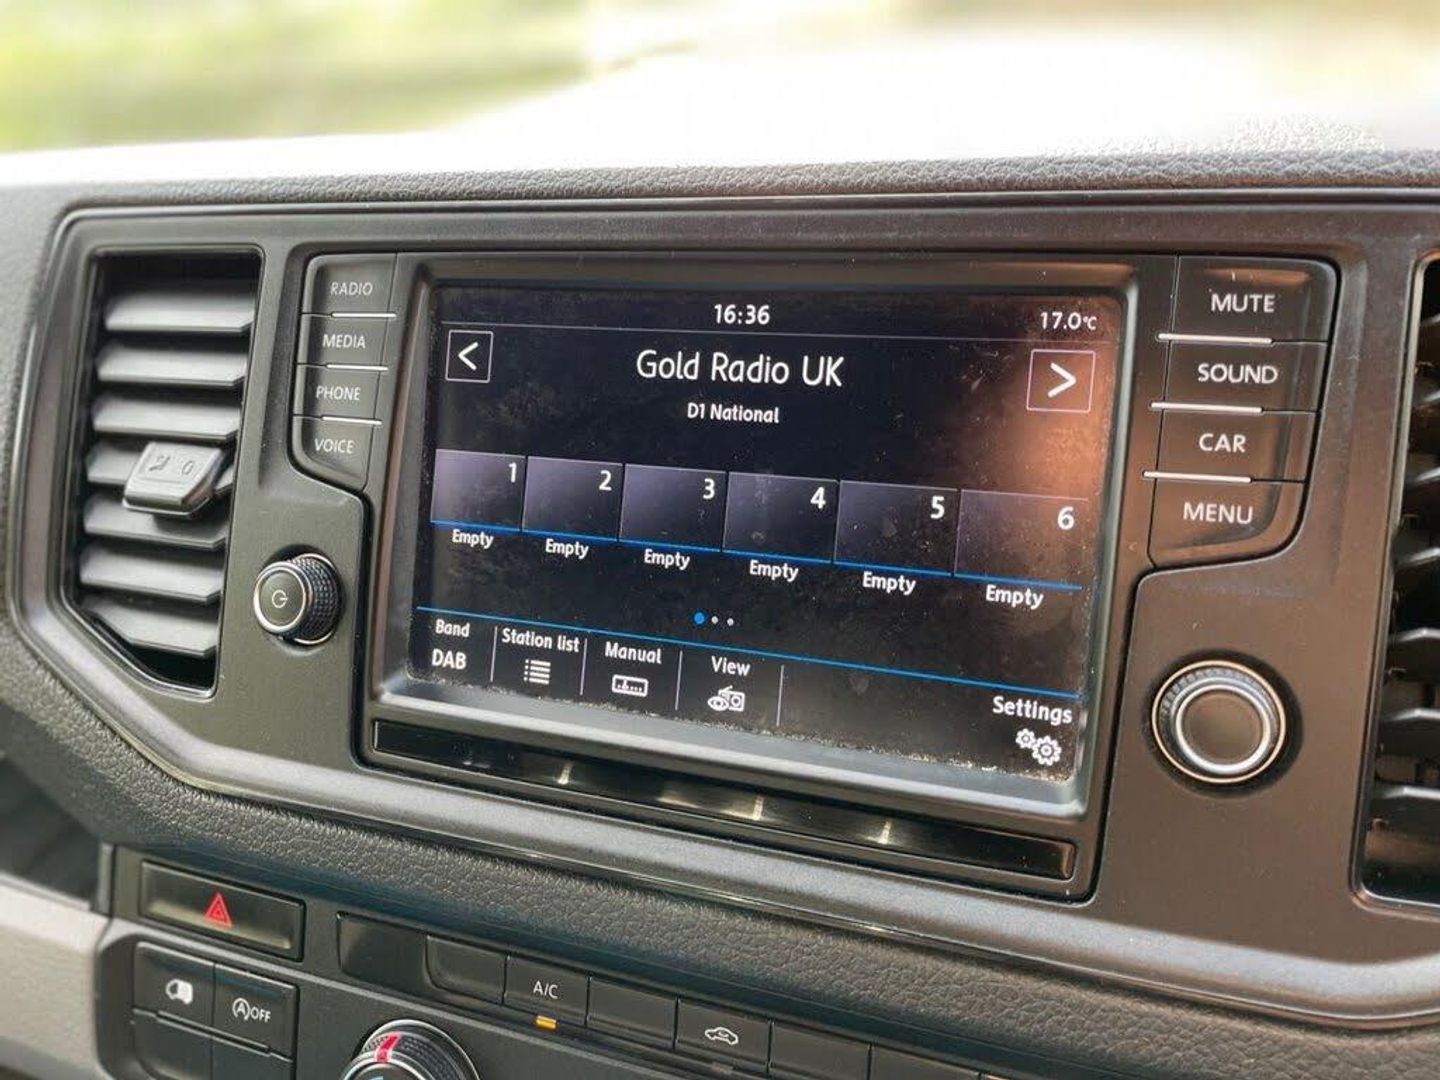 RADIO
MEDIA
PHONE
VOICE
16:36
17.0°C
<
Gold Radio UK
>
D1 National
1 2 3 4 5 6
Empty Empty Empty Empty Empty Empty
Band
DAB
Station list
Manual
View
Settings
MUTE
SOUND
CAR
MENU
A/C
A OFF